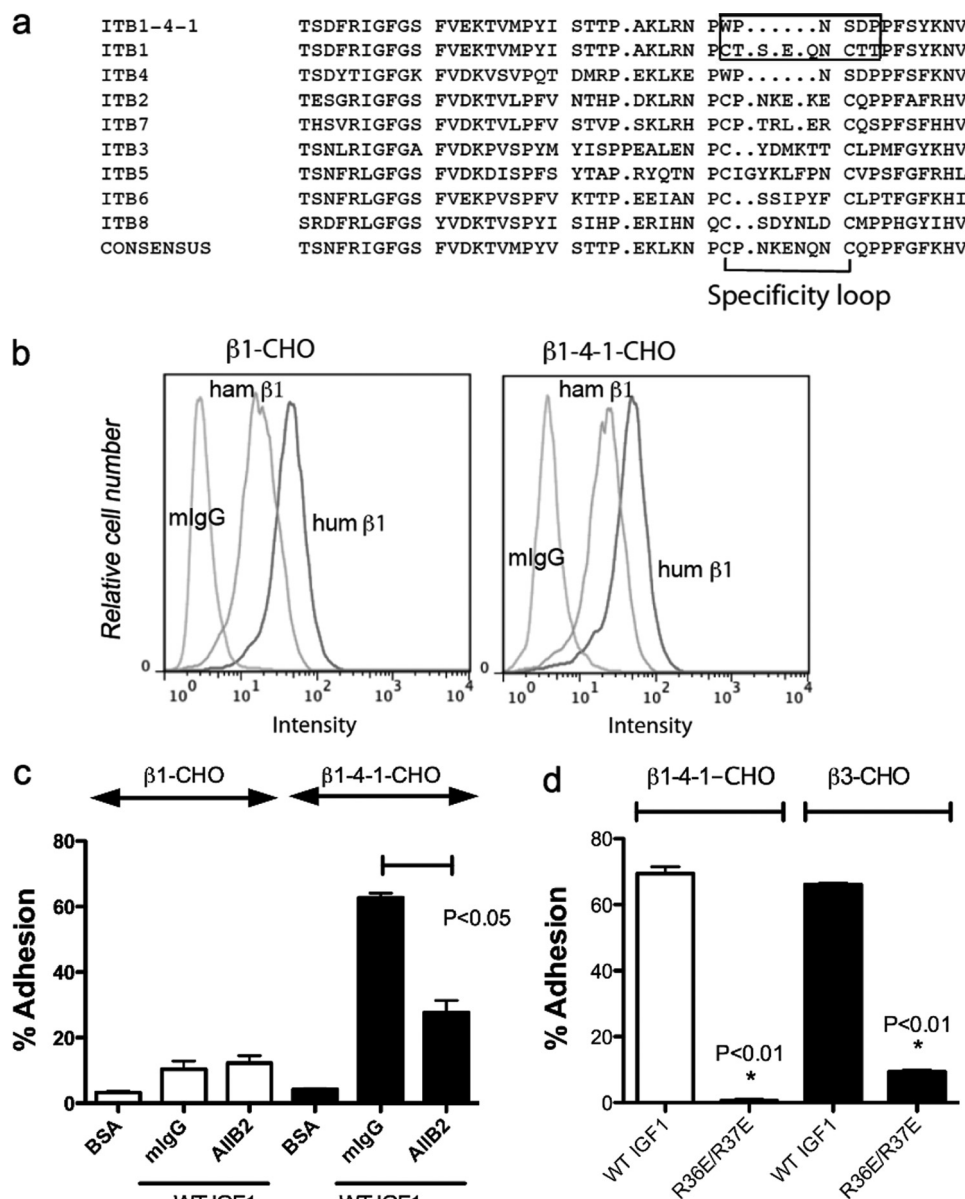 a
ITB1-4-1 TSDFRIGFGS FVEKTVMPYI STTP.AKLRN PWP......N SDPPFSYKNV
ITB1 TSDFRIGFGS FVEKTVMPYI STTP.AKLRN PCT.S.E.QN CTTPFSYKNV
ITB4 TSDYTIGFGK FVDKVSVPQT DMRP.EKLKE PWP......N SDPPFSFKNV
ITB2 TESGRIGFGS FVDKTVLPFV NTHP.DKLRN PCP.NKE.KE CQPPFAFRHV
ITB7 THSVRIGFGS FVDKTVLPFV STVP.SKLRH PCP.TRL.ER CQSPFSFHHV
ITB3 TSNLRIGFGA FVDKPVSPYM YISPPEALEN PC..YDMKTT CLPMFGYKHV
ITB5 TSNFRLGFGS FVDKDISPFS YTAP.RYQTN PCIGYKLFPN CVPSFGFRHL
ITB6 TSNFRLGFGS FVEKPVSPFV KTTP.EEIAN PC..SSIPYF CLPTFGFKHI
ITB8 SRDFRLGFGS YVDKTVSPYI SIHP.ERIHN QC..SDYNLD CMPPHGYIHV
CONSENSUS TSNFRIGFGS FVDKTVMPYV STTP.EKLKN PCPNKENQN CQPPFGFKHV
Specificity loop
b
β1-CHO
β1-4-1-CHO
ham β1
mIgG
hum β1
ham β1
mIgG
hum β1
Relative cell number
0
0
10⁰ 10¹ 10² 10³ 10⁴
10⁰ 10¹ 10² 10³ 10⁴
Intensity
Intensity
c
β1-CHO
β1-4-1-CHO
% Adhesion
80
60
40
20
0
P<0.05
BSA mIgG AIIB2 BSA mIgG AIIB2
WT IGF1 WT IGF1
d
β1-4-1-CHO
β3-CHO
% Adhesion
80
60
40
20
0
P<0.01
*
P<0.01
*
WT IGF1 R36E/R37E WT IGF1 R36E/R37E